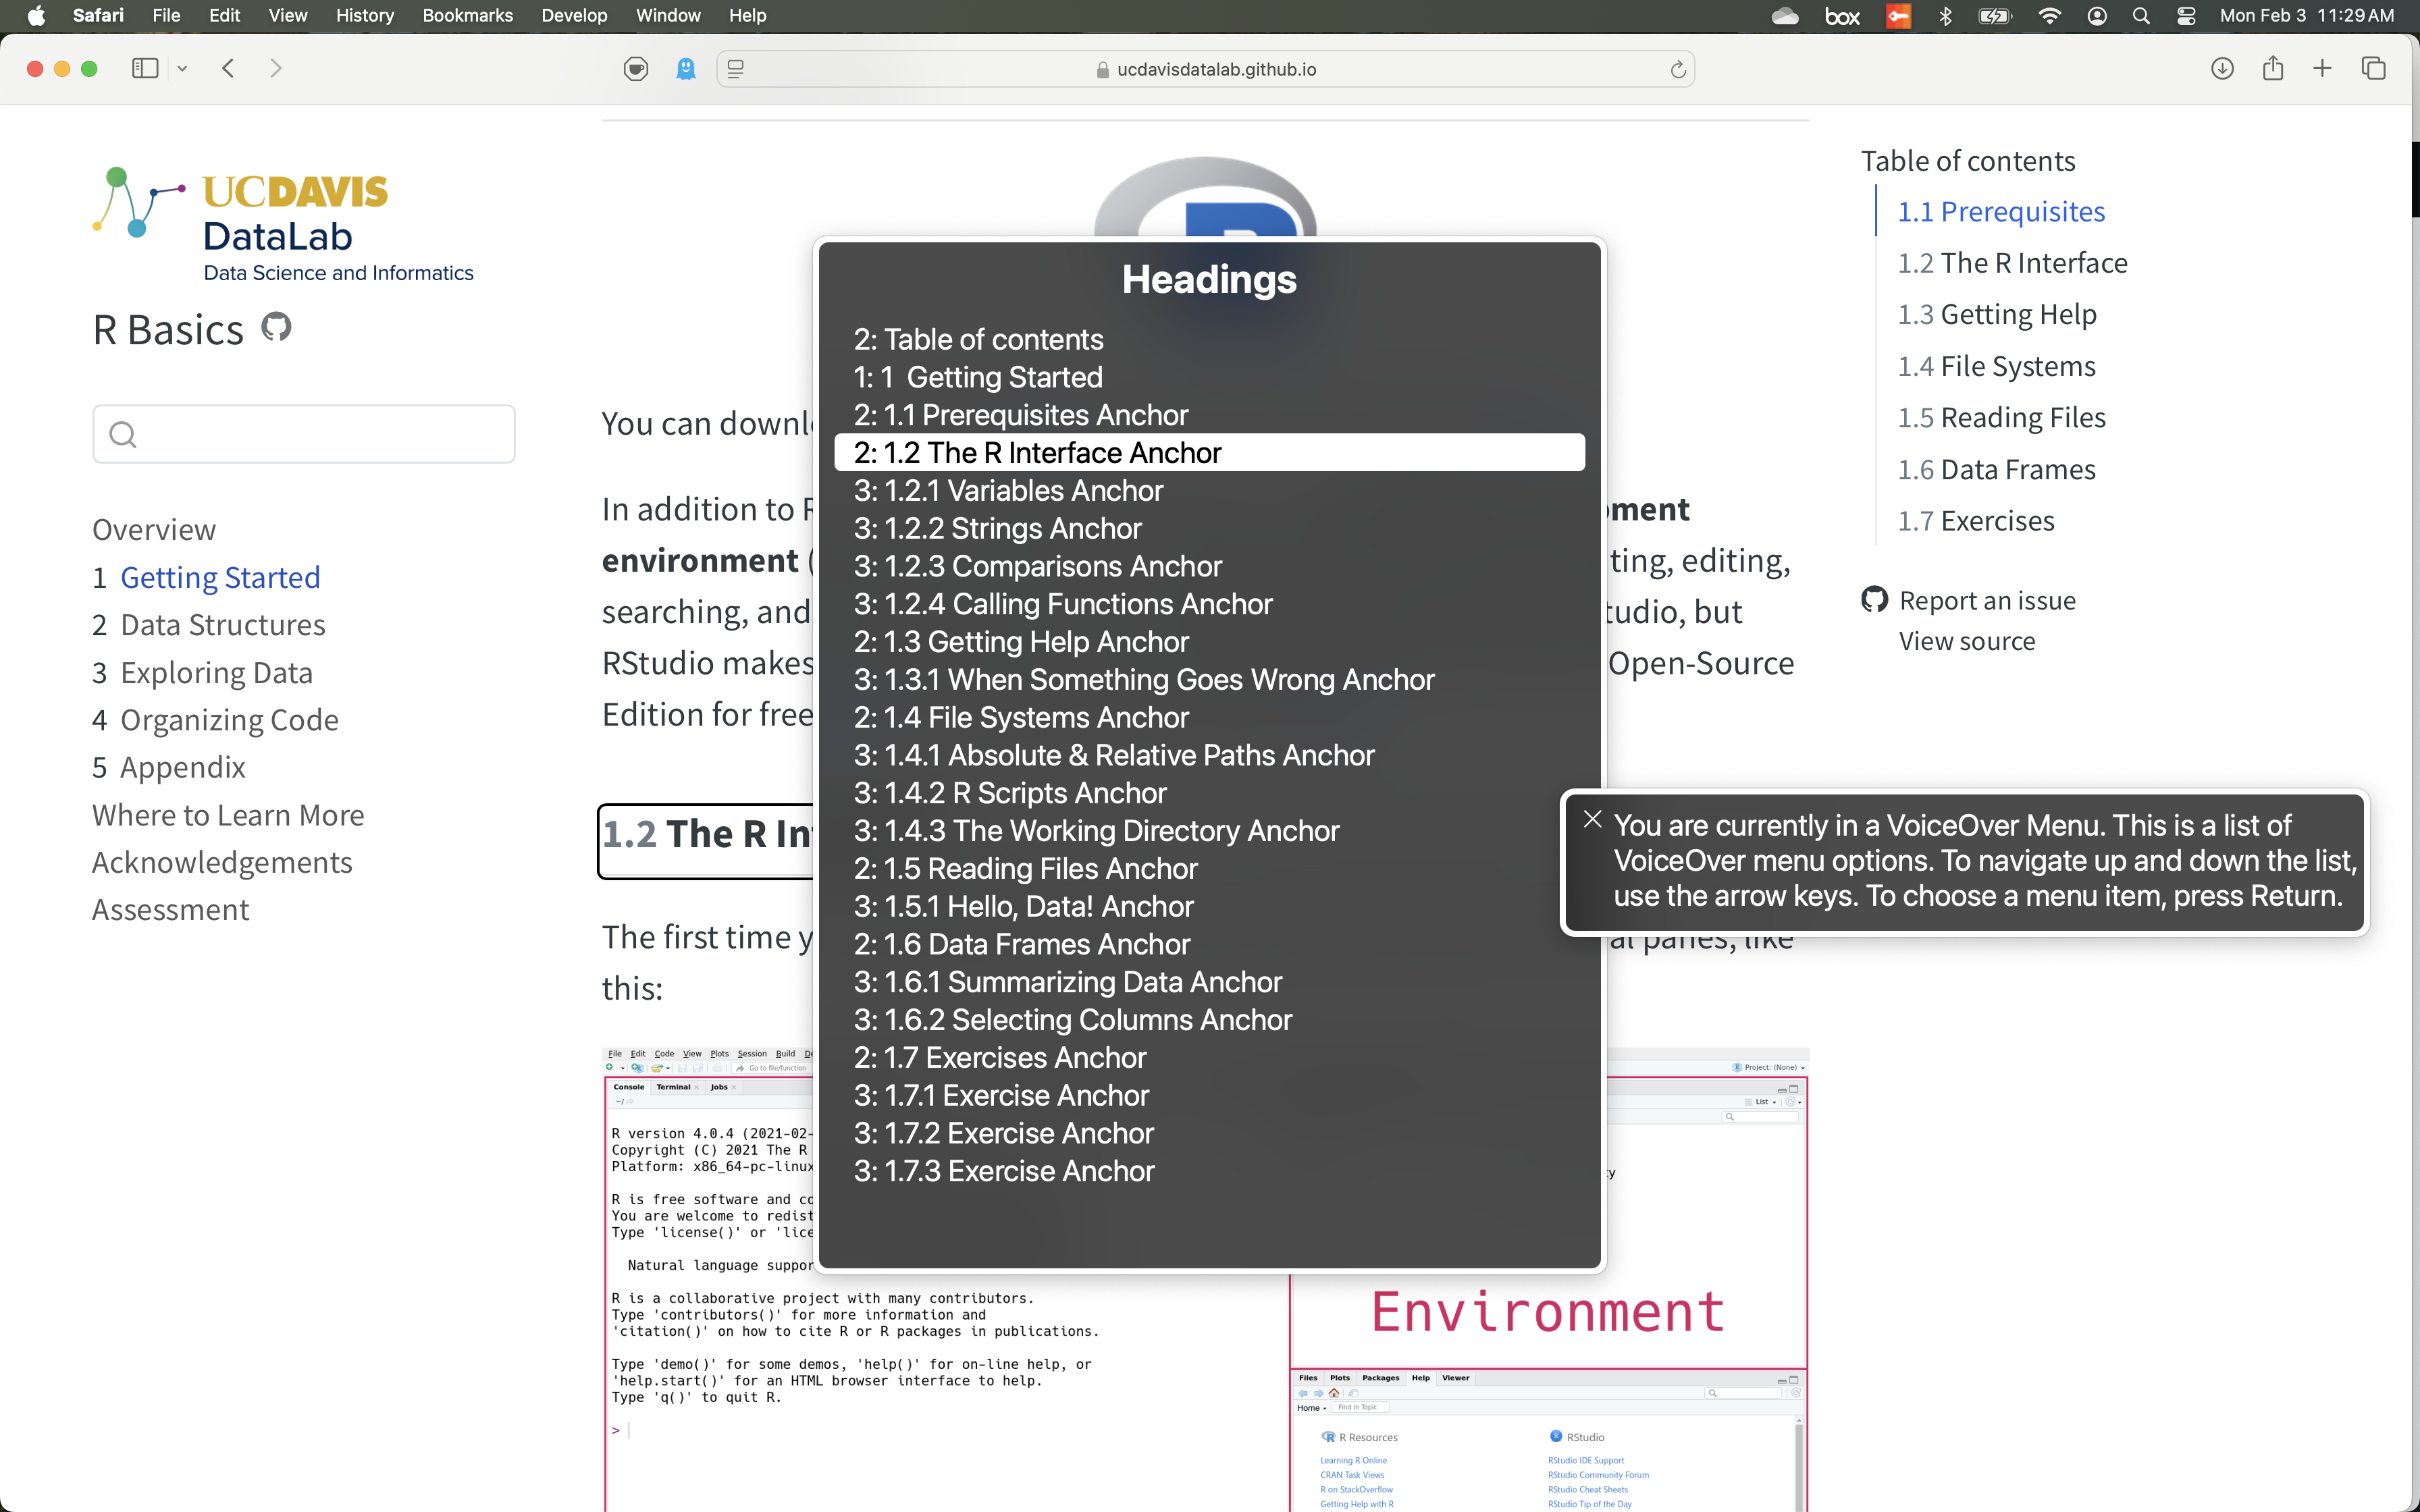 Safari File Edit View History Bookmarks Develop Window Help
box Mon Feb 3 11:29 AM
ucdavisdatalab.github.io
UCDAVIS
DataLab
Data Science and Informatics
R Basics
Overview
1 Getting Started
2 Data Structures
3 Exploring Data
4 Organizing Code
5 Appendix
Where to Learn More
Acknowledgements
Assessment
You can downl
In addition to R
environment (
searching, and
RStudio makes
Edition for free
pment
ting, editing,
tudio, but
Open-Source
1.2 The R In
The first time y
al panes, like
this:
Headings
2: Table of contents
1: 1 Getting Started
2: 1.1 Prerequisites Anchor
2: 1.2 The R Interface Anchor
3: 1.2.1 Variables Anchor
3: 1.2.2 Strings Anchor
3: 1.2.3 Comparisons Anchor
3: 1.2.4 Calling Functions Anchor
2: 1.3 Getting Help Anchor
3: 1.3.1 When Something Goes Wrong Anchor
2: 1.4 File Systems Anchor
3: 1.4.1 Absolute & Relative Paths Anchor
3: 1.4.2 R Scripts Anchor
3: 1.4.3 The Working Directory Anchor
2: 1.5 Reading Files Anchor
3: 1.5.1 Hello, Data! Anchor
2: 1.6 Data Frames Anchor
3: 1.6.1 Summarizing Data Anchor
3: 1.6.2 Selecting Columns Anchor
2: 1.7 Exercises Anchor
3: 1.7.1 Exercise Anchor
3: 1.7.2 Exercise Anchor
3: 1.7.3 Exercise Anchor
Table of contents
1.1 Prerequisites
1.2 The R Interface
1.3 Getting Help
1.4 File Systems
1.5 Reading Files
1.6 Data Frames
1.7 Exercises
Report an issue
View source
You are currently in a VoiceOver Menu. This is a list of
VoiceOver menu options. To navigate up and down the list,
use the arrow keys. To choose a menu item, press Return.
File Edit Code View Plots Session Build De
Go to file/function
Project: (None)
Console Terminal Jobs
~/
List
R version 4.0.4 (2021-02-
Copyright (C) 2021 The R
Platform: x86_64-pc-linux
R is free software and co
You are welcome to redist
Type 'license()' or 'lice
Natural language suppor
R is a collaborative project with many contributors.
Type 'contributors()' for more information and
'citation()' on how to cite R or R packages in publications.
Type 'demo()' for some demos, 'help()' for on-line help, or
'help.start()' for an HTML browser interface to help.
Type 'q()' to quit R.
>
Environment
Files Plots Packages Help Viewer
Home Find in Topic
R Resources
Learning R Online
CRAN Task Views
R on StackOverflow
Getting Help with R
RStudio
RStudio IDE Support
RStudio Community Forum
RStudio Cheat Sheets
RStudio Tip of the Day